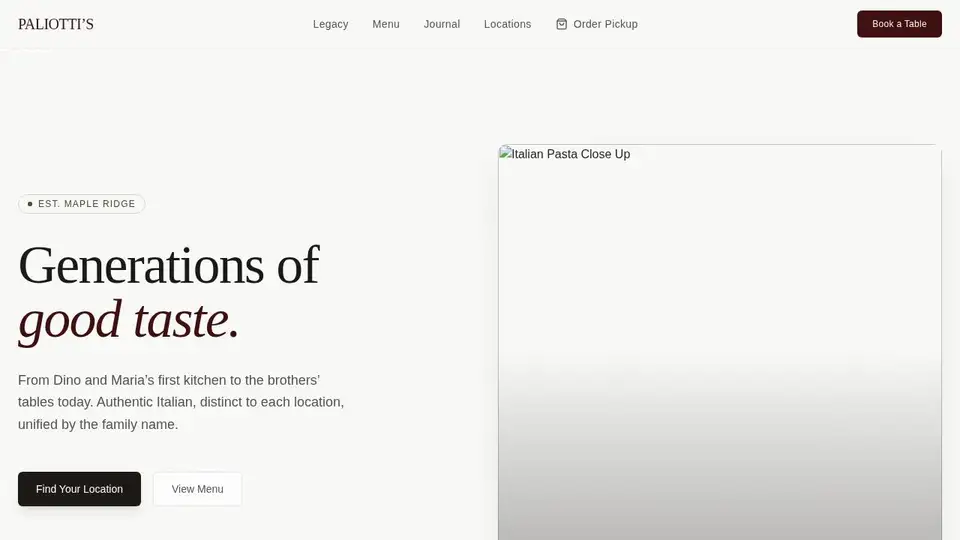 PALIOTTI’S
Legacy
Menu
Journal
Locations
Order Pickup
Book a Table
Italian Pasta Close Up
EST. MAPLE RIDGE
Generations of
good taste.
From Dino and Maria’s first kitchen to the brothers’
tables today. Authentic Italian, distinct to each location,
unified by the family name.
Find Your Location
View Menu